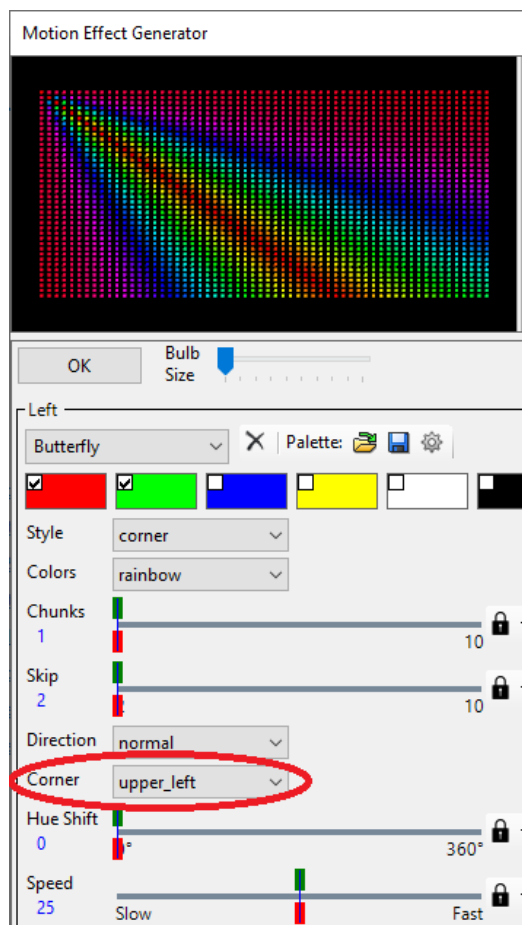 Motion Effect Generator
OK
Bulb Size
Left
Butterfly
Palette:
Style
corner
Colors
rainbow
Chunks
1
10
Skip
2
10
Direction
normal
Corner
upper_left
Hue Shift
0
360°
Speed
25
Slow
Fast